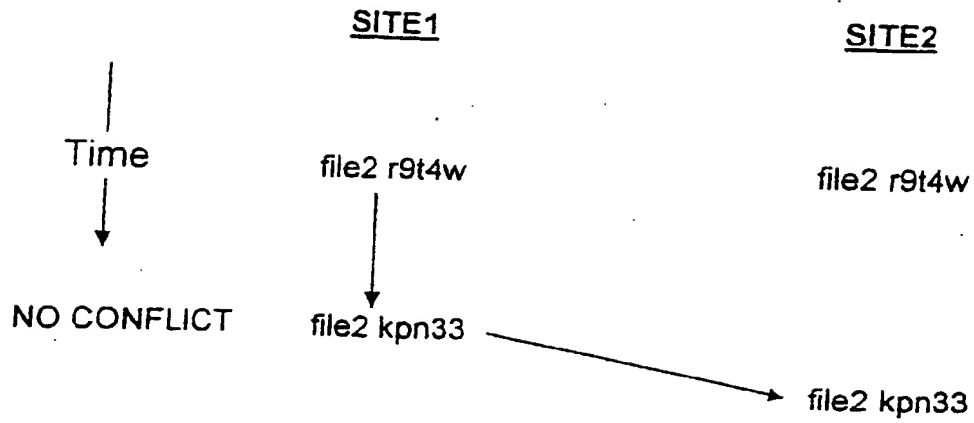 SITE1
SITE2
Time
file2 r9t4w
file2 r9t4w
NO CONFLICT
file2 kpn33
file2 kpn33